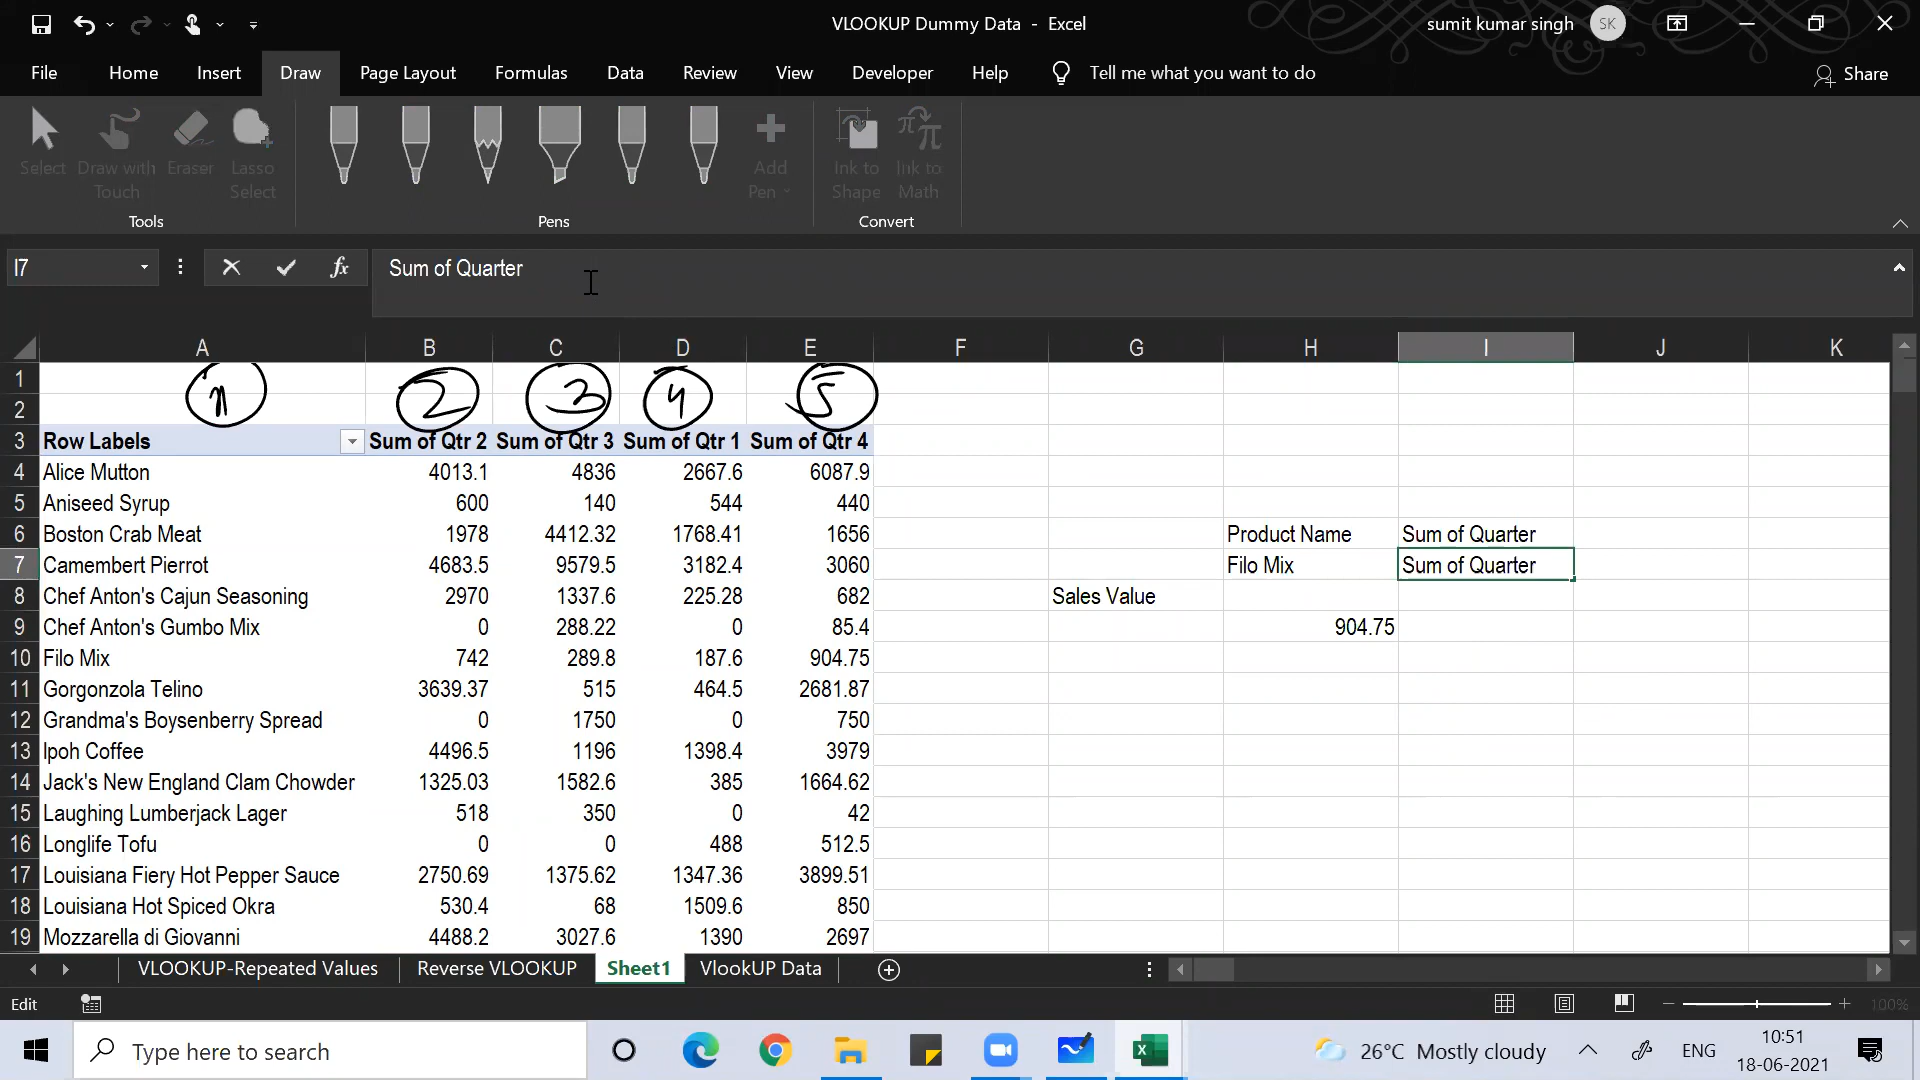 VLOOKUP Dummy Data - Excel
sumit kumar singh SK
File Home Insert Draw Page Layout Formulas Data Review View Developer Help Tell me what you want to do Share
Select Draw with Touch Eraser Lasso Select Add Pen Ink to Shape Ink to Math
Tools Pens Convert
I7 fx Sum of Quarter
A B C D E F G H I J K
1
2 2 3 4 5
3 Row Labels Sum of Qtr 2 Sum of Qtr 3 Sum of Qtr 1 Sum of Qtr 4
4 Alice Mutton 4013.1 4836 2667.6 6087.9
5 Aniseed Syrup 600 140 544 440
6 Boston Crab Meat 1978 4412.32 1768.41 1656 Product Name Sum of Quarter
7 Camembert Pierrot 4683.5 9579.5 3182.4 3060 Filo Mix Sum of Quarter
8 Chef Anton's Cajun Seasoning 2970 1337.6 225.28 682 Sales Value
9 Chef Anton's Gumbo Mix 0 288.22 0 85.4 904.75
10 Filo Mix 742 289.8 187.6 904.75
11 Gorgonzola Telino 3639.37 515 464.5 2681.87
12 Grandma's Boysenberry Spread 0 1750 0 750
13 Ipoh Coffee 4496.5 1196 1398.4 3979
14 Jack's New England Clam Chowder 1325.03 1582.6 385 1664.62
15 Laughing Lumberjack Lager 518 350 0 42
16 Longlife Tofu 0 0 488 512.5
17 Louisiana Fiery Hot Pepper Sauce 2750.69 1375.62 1347.36 3899.51
18 Louisiana Hot Spiced Okra 530.4 68 1509.6 850
19 Mozzarella di Giovanni 4488.2 3027.6 1390 2697
VLOOKUP-Repeated Values Reverse VLOOKUP Sheet1 VlookUP Data
Edit 100%
Type here to search 26°C Mostly cloudy ENG 10:51
18-06-2021